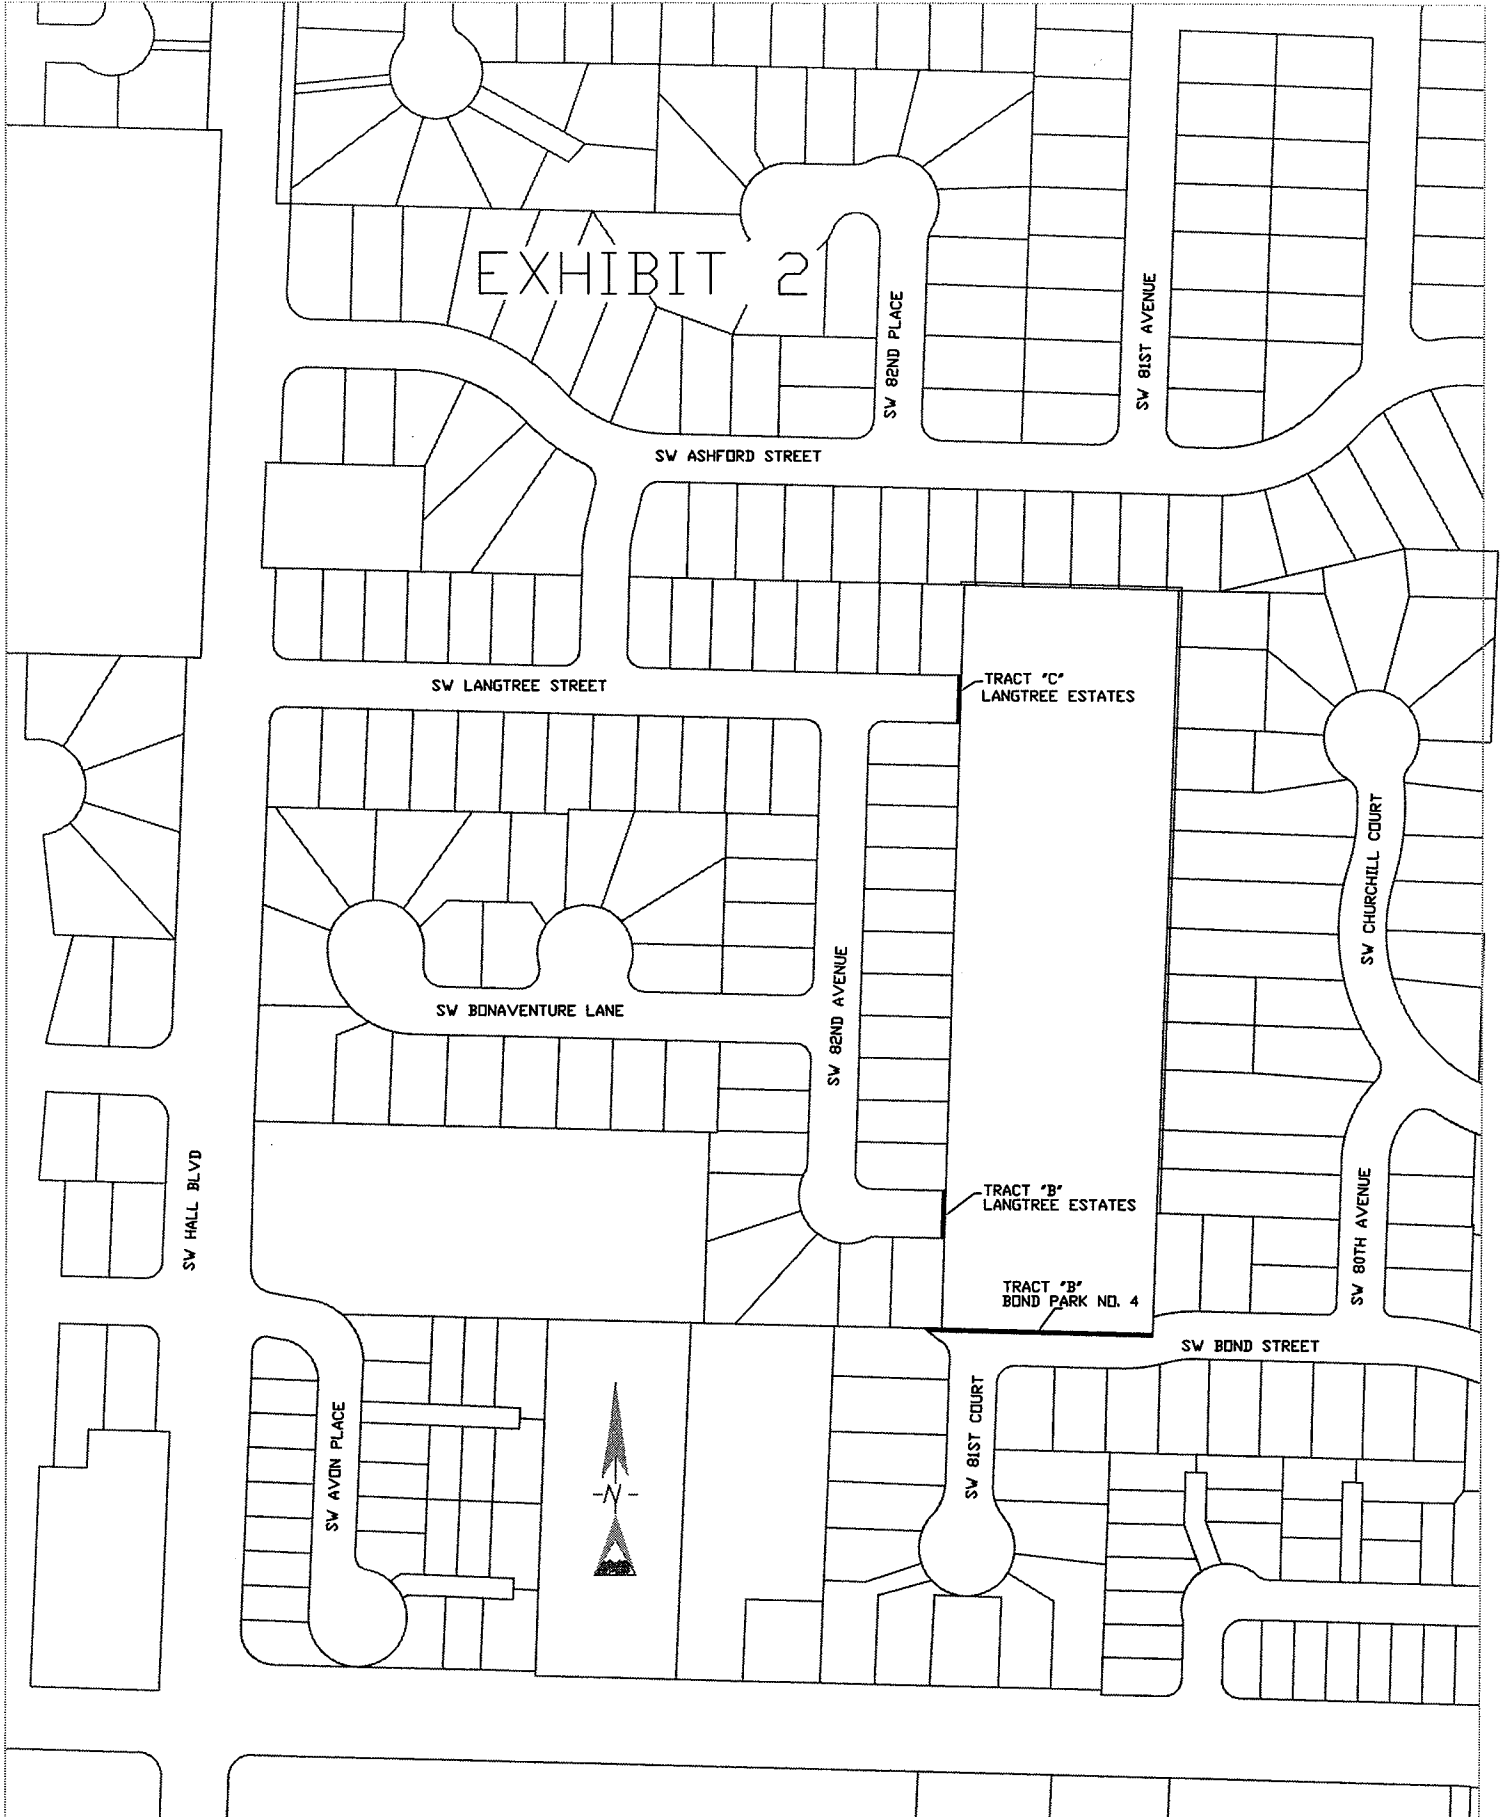 EXHIBIT 2
SW 82ND PLACE
SW 81ST AVENUE
SW ASHFORD STREET
SW LANGTREE STREET
TRACT "C"
LANGTREE ESTATES
SW CHURCHILL COURT
SW 82ND AVENUE
SW BONAVENTURE LANE
SW HALL BLVD
TRACT "B"
LANGTREE ESTATES
SW 80TH AVENUE
TRACT "B"
BOND PARK NO. 4
SW BOND STREET
SW AVON PLACE
SW 81ST COURT
N